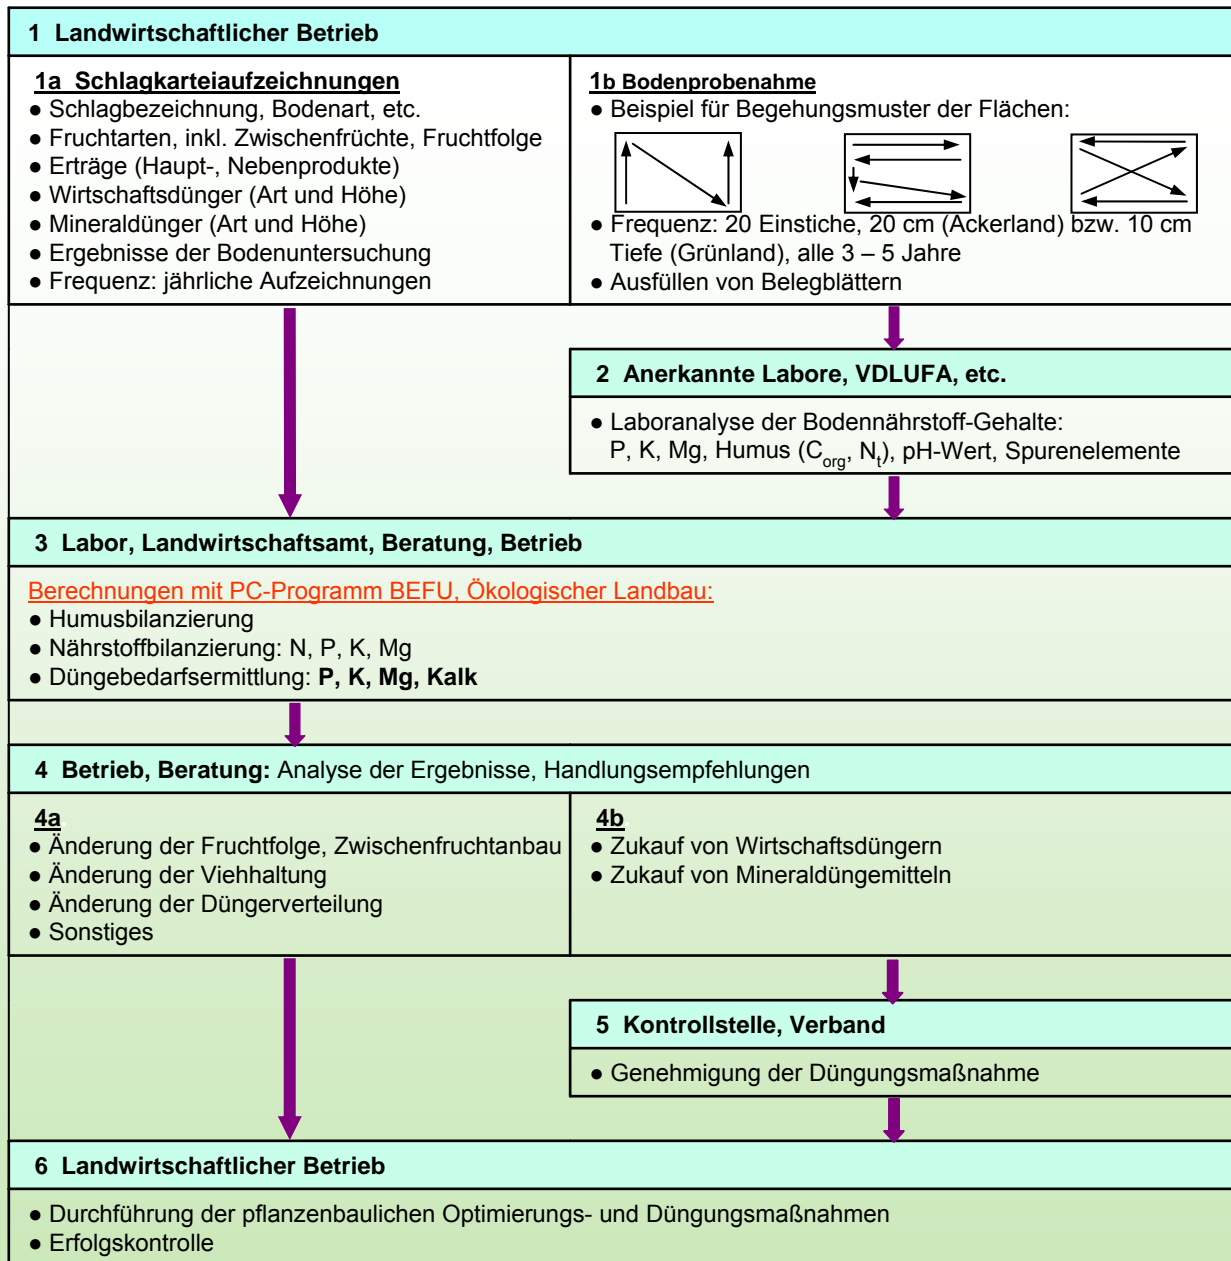 1 Landwirtschaftlicher Betrieb
1a Schlagkarteiaufzeichnungen
● Schlagbezeichnung, Bodenart, etc.
● Fruchtarten, inkl. Zwischenfrüchte, Fruchtfolge
● Erträge (Haupt-, Nebenprodukte)
● Wirtschaftsdünger (Art und Höhe)
● Mineraldünger (Art und Höhe)
● Ergebnisse der Bodenuntersuchung
● Frequenz: jährliche Aufzeichnungen
1b Bodenprobenahme
● Beispiel für Begehungsmuster der Flächen:
● Frequenz: 20 Einstiche, 20 cm (Ackerland) bzw. 10 cm
Tiefe (Grünland), alle 3 – 5 Jahre
● Ausfüllen von Belegblättern
2 Anerkannte Labore, VDLUFA, etc.
● Laboranalyse der Bodennährstoff-Gehalte:
P, K, Mg, Humus (Corg, Nt), pH-Wert, Spurenelemente
3 Labor, Landwirtschaftsamt, Beratung, Betrieb
Berechnungen mit PC-Programm BEFU, Ökologischer Landbau:
● Humusbilanzierung
● Nährstoffbilanzierung: N, P, K, Mg
● Düngebedarfsermittlung: P, K, Mg, Kalk
4 Betrieb, Beratung: Analyse der Ergebnisse, Handlungsempfehlungen
4a
● Änderung der Fruchtfolge, Zwischenfruchtanbau
● Änderung der Viehhaltung
● Änderung der Düngerverteilung
● Sonstiges
4b
● Zukauf von Wirtschaftsdüngern
● Zukauf von Mineraldüngemitteln
5 Kontrollstelle, Verband
● Genehmigung der Düngungsmaßnahme
6 Landwirtschaftlicher Betrieb
● Durchführung der pflanzenbaulichen Optimierungs- und Düngungsmaßnahmen
● Erfolgskontrolle